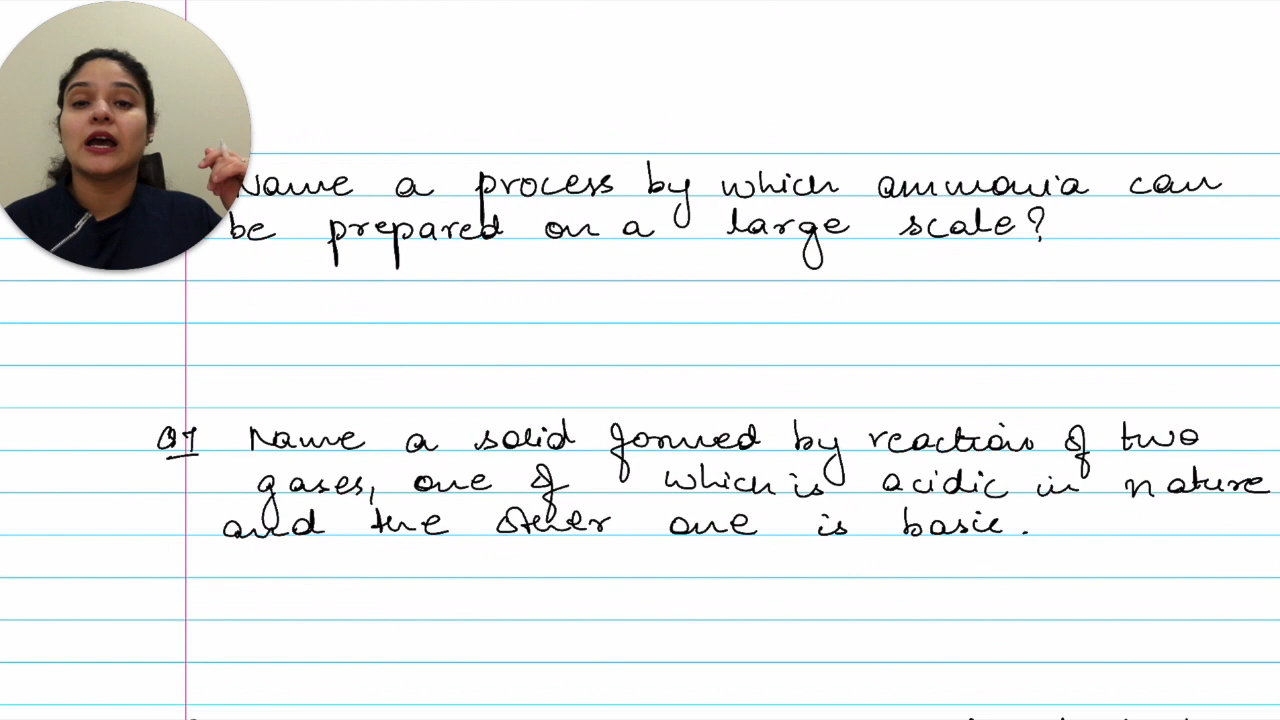 Name a process by which ammonia can
be prepared on a large scale?
Q1 Name a solid formed by reaction of two
gases, one of which is acidic in nature
and the other one is basic.